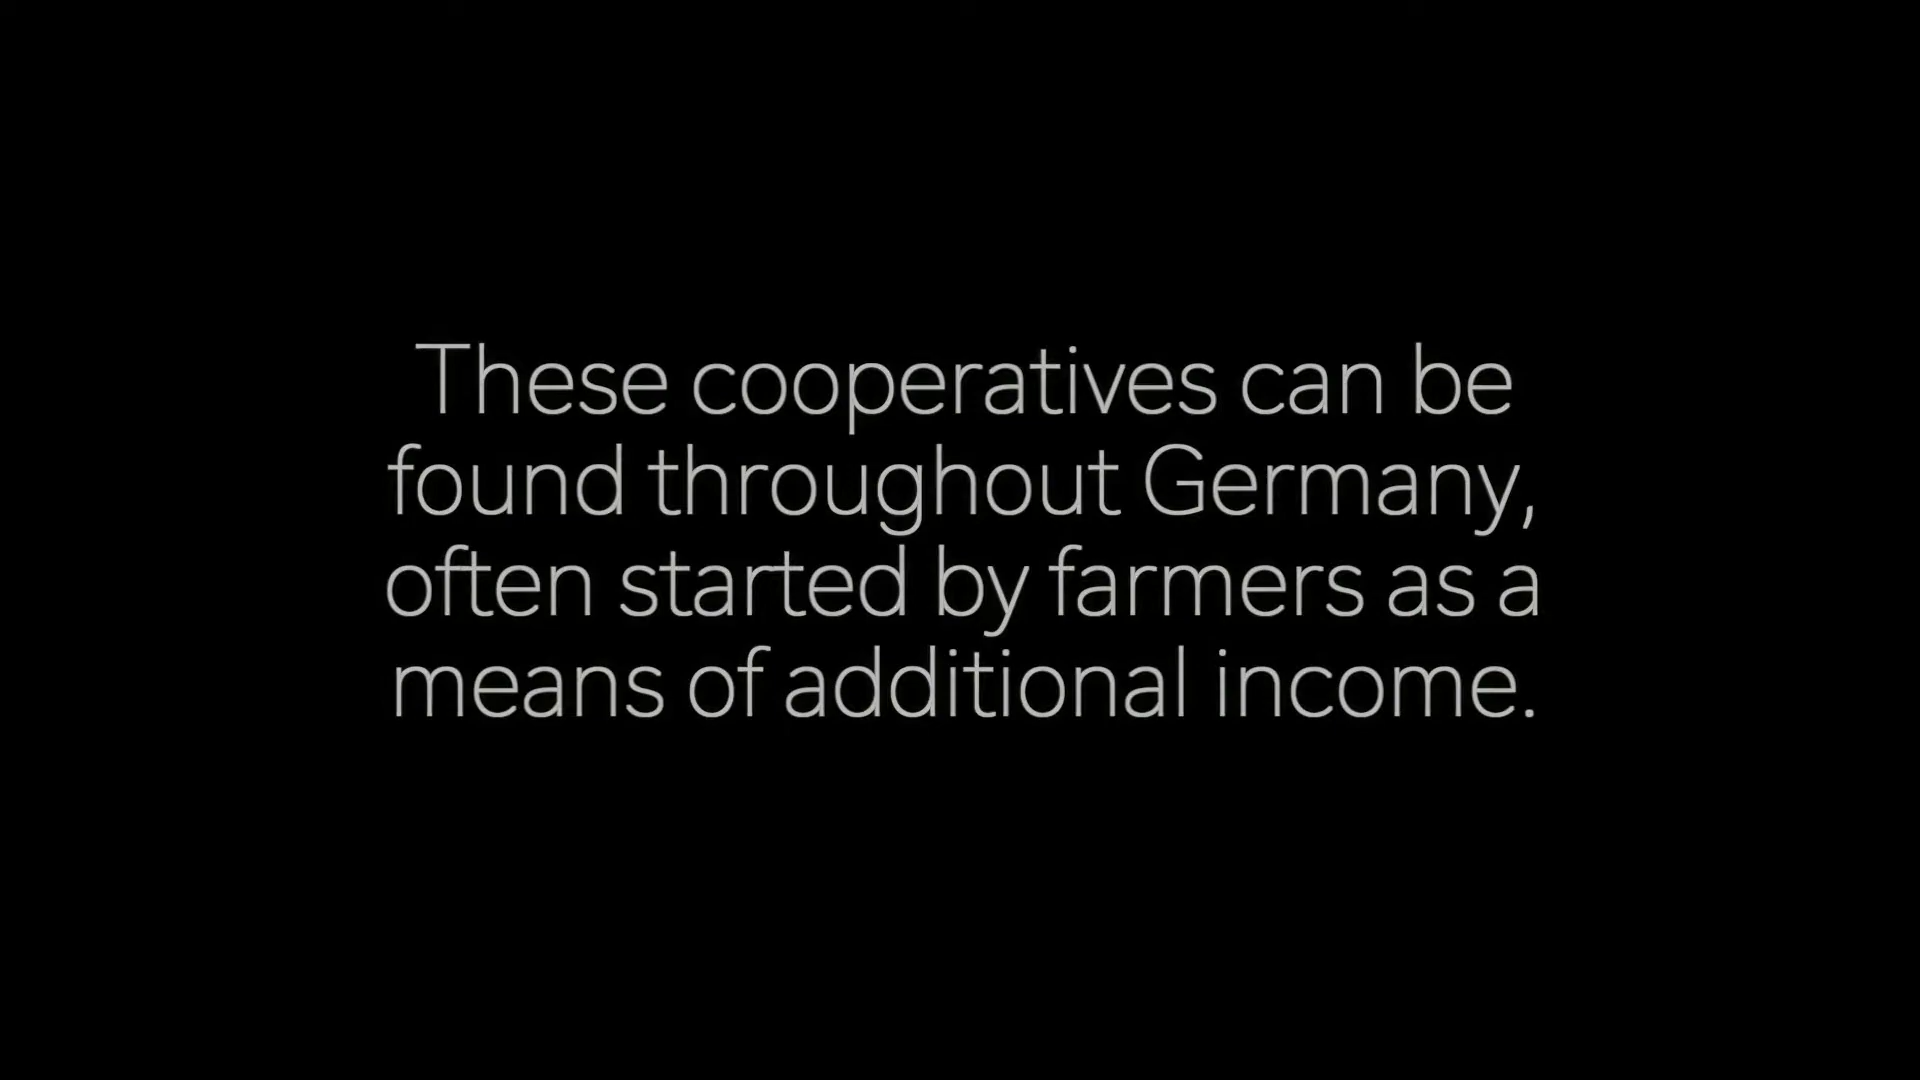 These cooperatives can be
found throughout Germany,
often started by farmers as a
means of additional income.